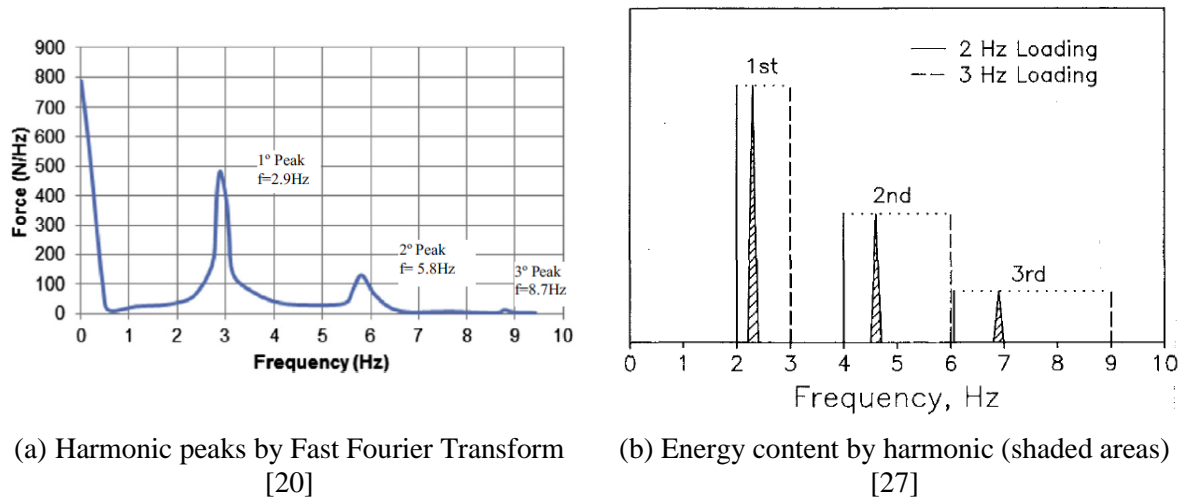 900
800
700
600
500
400
300
200
100
0
Force (N/Hz)
1º Peak
f=2.9Hz
2º Peak
f= 5.8Hz
3º Peak
f=8.7Hz
0 1 2 3 4 5 6 7 8 9 10
Frequency (Hz)
2 Hz Loading
3 Hz Loading
1st
2nd
3rd
0 1 2 3 4 5 6 7 8 9 10
Frequency, Hz
(a) Harmonic peaks by Fast Fourier Transform
[20]
(b) Energy content by harmonic (shaded areas)
[27]